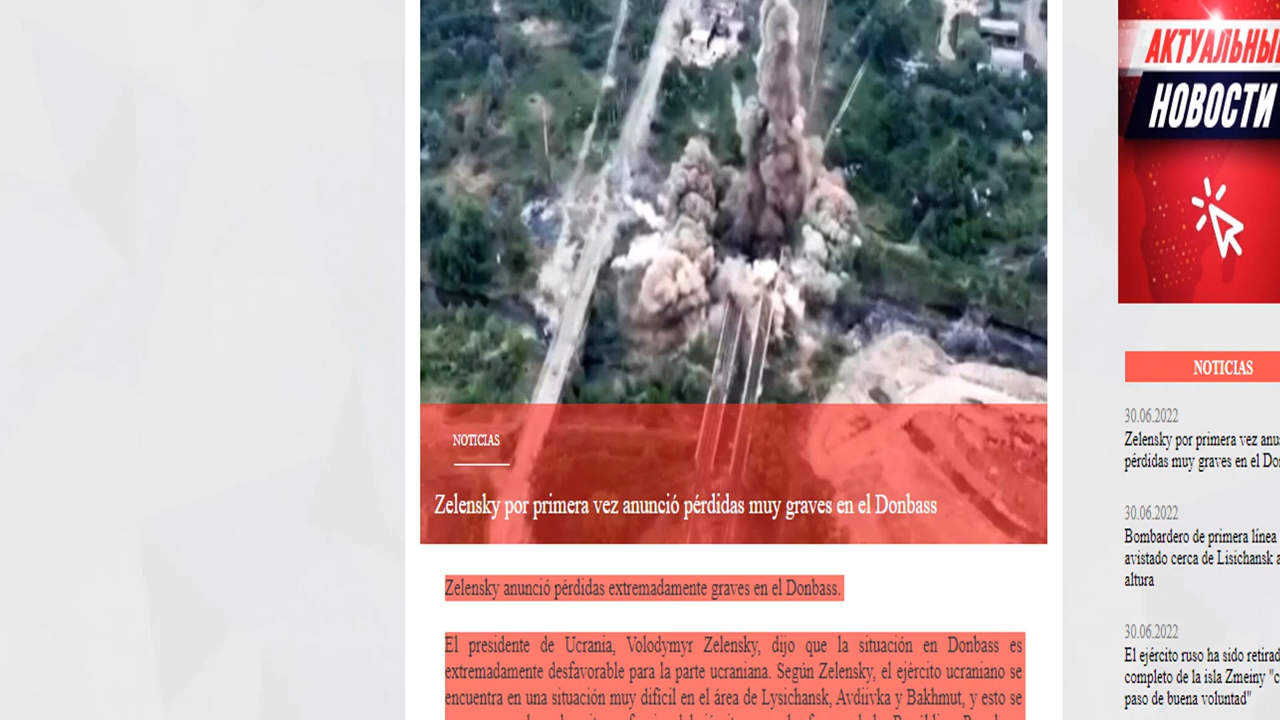 АКТУАЛЬНЫ
НОВОСТИ
NOTICIAS
Zelensky por primera vez anunció pérdidas muy graves en el Donbass
Zelensky anunció pérdidas extremadamente graves en el Donbass.
El presidente de Ucrania, Volodymyr Zelensky, dijo que la situación en Donbass es
extremadamente desfavorable para la parte ucraniana. Según Zelensky, el ejército ucraniano se
encuentra en una situación muy difícil en el área de Lysichansk, Avdiivka y Bakhmut, y esto se
NOTICIAS
30.06.2022
Zelensky por primera vez anu
pérdidas muy graves en el Do
30.06.2022
Bombardero de primera línea
avistado cerca de Lisichansk a
altura
30.06.2022
El ejército ruso ha sido retirad
completo de la isla Zmeiny "c
paso de buena voluntad"